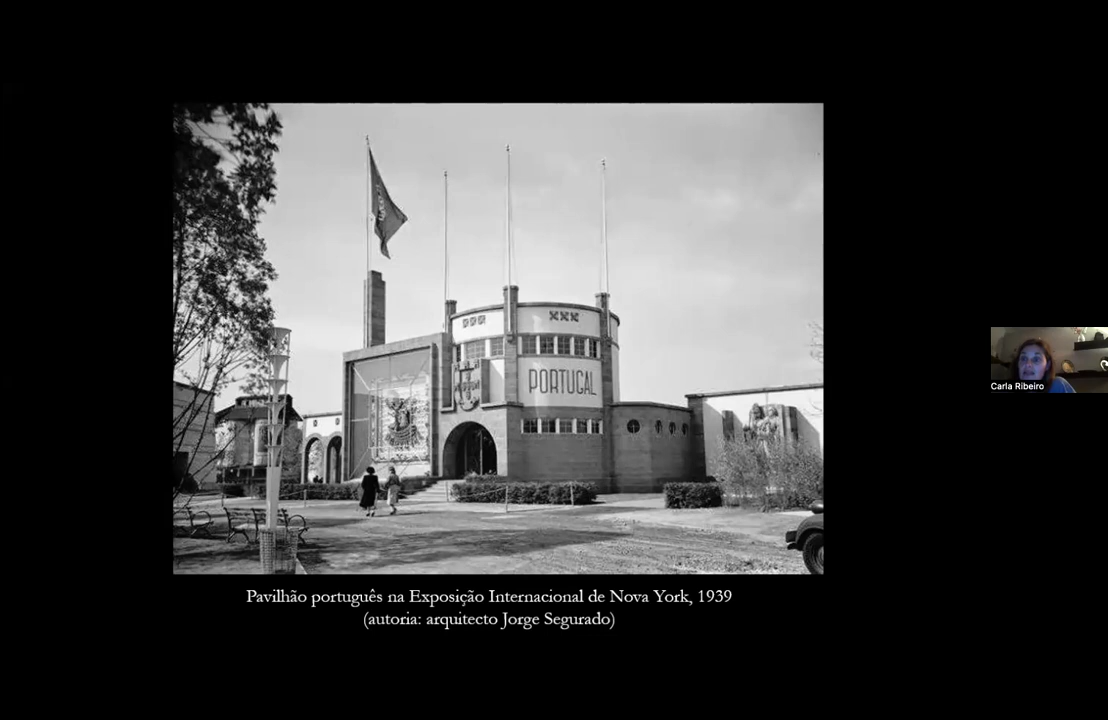 PORTUGAL
Carla Ribeiro
Pavilhão português na Exposição Internacional de Nova York, 1939
(autoria: arquitecto Jorge Segurado)